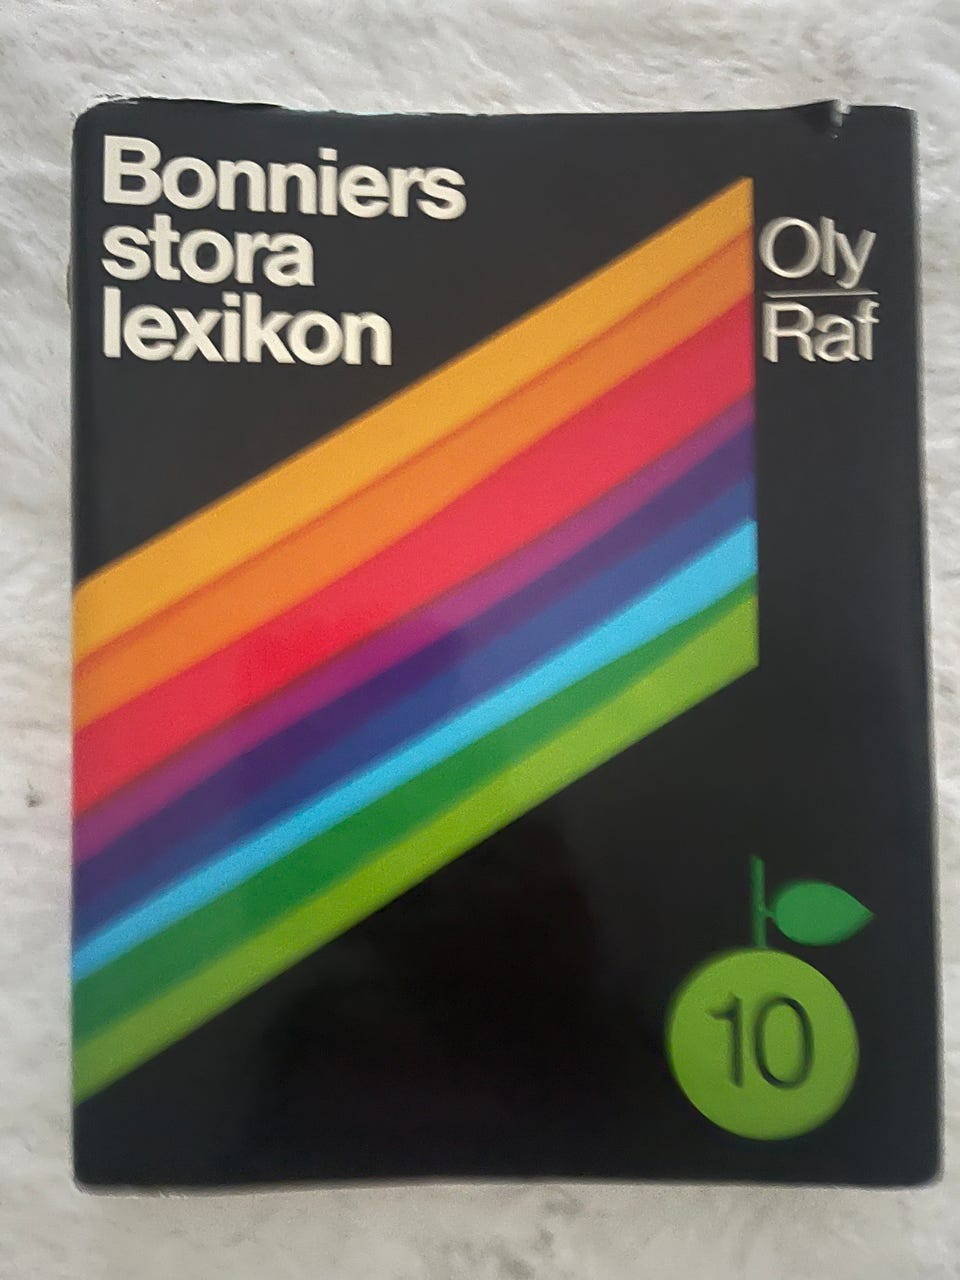 Bonniers
stora
lexikon
Oly
Raf
10